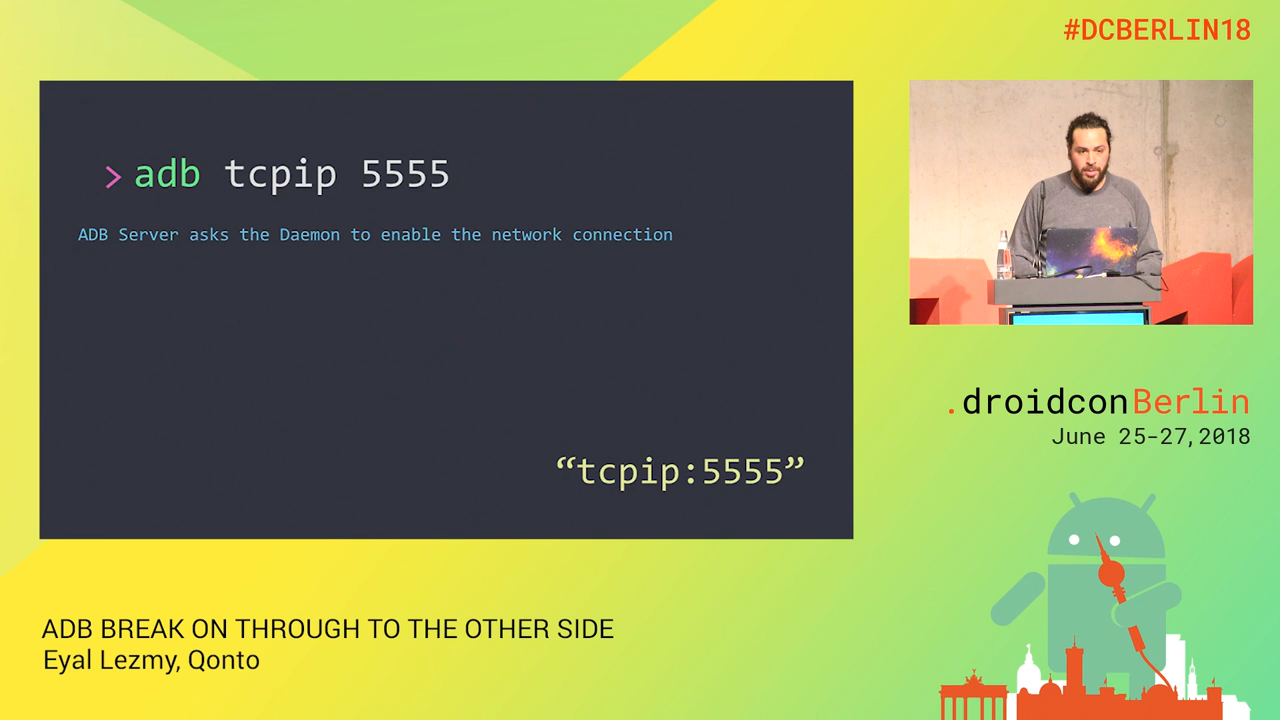 #DCBERLIN18
> adb tcpip 5555
ADB Server asks the Daemon to enable the network connection
“tcpip:5555”
.droidconBerlin
June 25-27, 2018
ADB BREAK ON THROUGH TO THE OTHER SIDE
Eyal Lezmy, Qonto